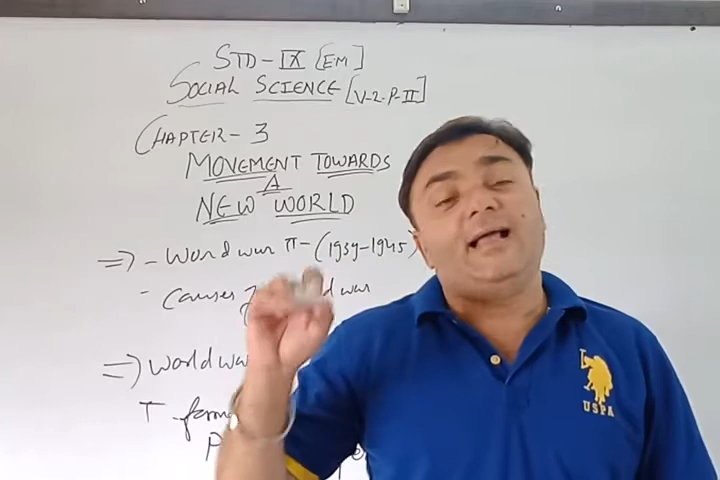 STD - IX [EM]
SOCIAL SCIENCE [V-2-P-II]
CHAPTER - 3
MOVEMENT TOWARDS
A
NEW WORLD
⇒ - World war II - (1939-1945)
- Causes war
⇒ World
T
USPA